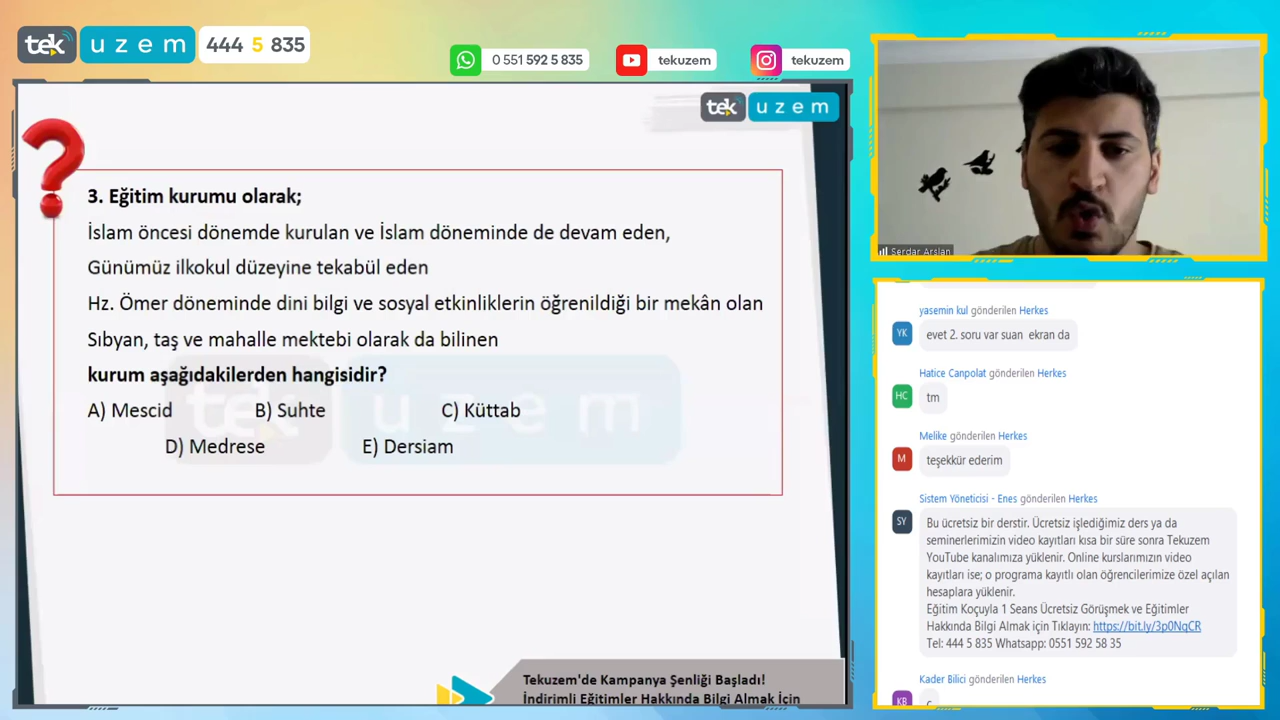 tek uzem 444 5 835
0 551 592 5 835
tekuzem
tekuzem
tek uzem
3. Eğitim kurumu olarak;
İslam öncesi dönemde kurulan ve İslam döneminde de devam eden,
Günümüz ilkokul düzeyine tekabül eden
Hz. Ömer döneminde dini bilgi ve sosyal etkinliklerin öğrenildiği bir mekân olan
Sıbyan, taş ve mahalle mektebi olarak da bilinen
kurum aşağıdakilerden hangisidir?
A) Mescid B) Suhte C) Küttab
D) Medrese E) Dersiam
tek uzem
Tekuzem'de Kampanya Şenliği Başladı!
İndirimli Eğitimler Hakkında Bilgi Almak İçin
Serdar Arslan
yasemin kul gönderilen Herkes
YK
evet 2. soru var suan ekran da
Hatice Canpolat gönderilen Herkes
HC
tm
Melike gönderilen Herkes
M
teşekkür ederim
Sistem Yöneticisi - Enes gönderilen Herkes
SY
Bu ücretsiz bir derstir. Ücretsiz işlediğimiz ders ya da
seminerlerimizin video kayıtları kısa bir süre sonra Tekuzem
YouTube kanalımıza yüklenir. Online kurslarımızın video
kayıtları ise; o programa kayıtlı olan öğrencilerimize özel açılan
hesaplara yüklenir.
Eğitim Koçuyla 1 Seans Ücretsiz Görüşmek ve Eğitimler
Hakkında Bilgi Almak için Tıklayın: https://bit.ly/3p0NqCR
Tel: 444 5 835 Whatsapp: 0551 592 58 35
Kader Bilici gönderilen Herkes
KB